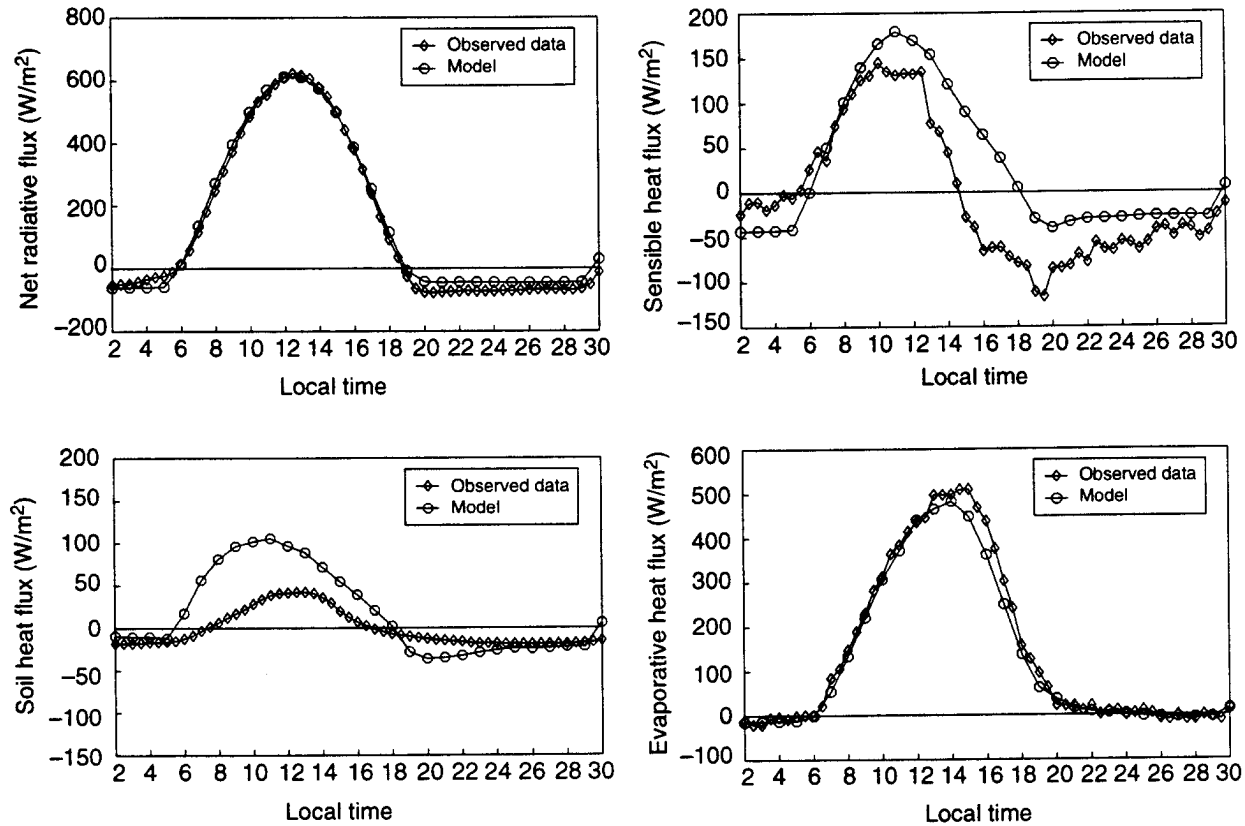 Net radiative flux (W/m²)
800
600
400
200
0
−200
Observed data
Model
2 4 6 8 10 12 14 16 18 20 22 24 26 28 30
Local time
Sensible heat flux (W/m²)
200
150
100
50
0
−50
−100
−150
Observed data
Model
2 4 6 8 10 12 14 16 18 20 22 24 26 28 30
Local time
Soil heat flux (W/m²)
200
150
100
50
0
−50
−100
−150
Observed data
Model
2 4 6 8 10 12 14 16 18 20 22 24 26 28 30
Local time
Evaporative heat flux (W/m²)
600
500
400
300
200
100
0
−100
Observed data
Model
2 4 6 8 10 12 14 16 18 20 22 24 26 28 30
Local time